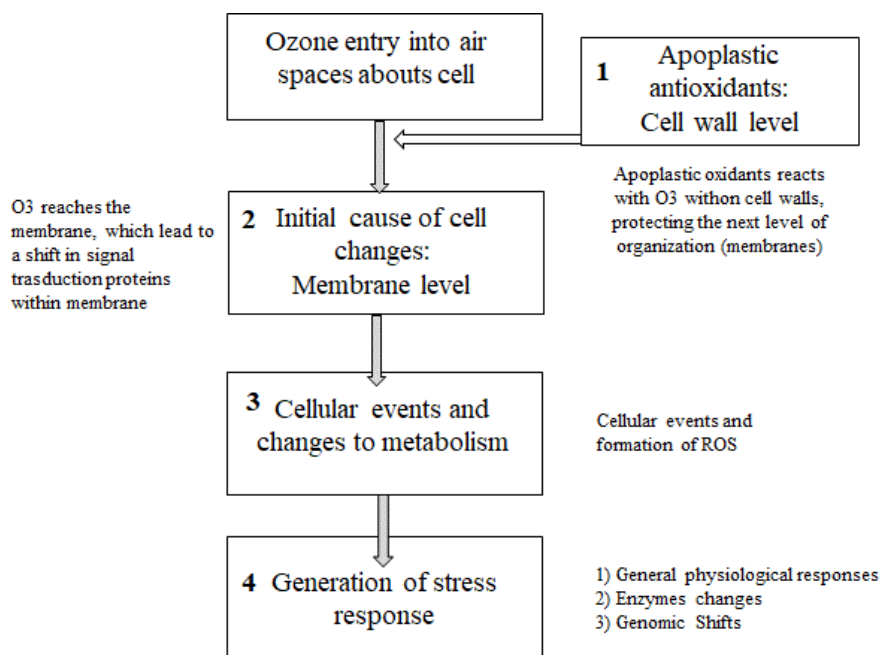 Ozone entry into air
spaces abouts cell
1 Apoplastic
antioxidants:
Cell wall level
Apoplastic oxidants reacts
with O3 withon cell walls,
protecting the next level of
organization (membranes)
O3 reaches the
membrane, which lead to
a shift in signal
trasduction proteins
within membrane
2 Initial cause of cell
changes:
Membrane level
3 Cellular events and
changes to metabolism
Cellular events and
formation of ROS
4 Generation of stress
response
1) General physiological responses
2) Enzymes changes
3) Genomic Shifts